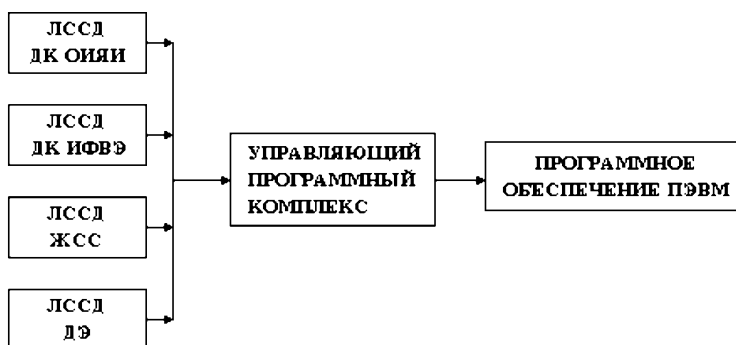 ЛССД
ДК ОИЯИ
ЛССД
ДК ИФВЭ
ЛССД
ЖСС
ЛССД
ДЭ
УПРАВЛЯЮЩИЙ
ПРОГРАММНЫЙ
КОМПЛЕКС
ПРОГРАММНОЕ
ОБЕСПЕЧЕНИЕ ПЭВМ